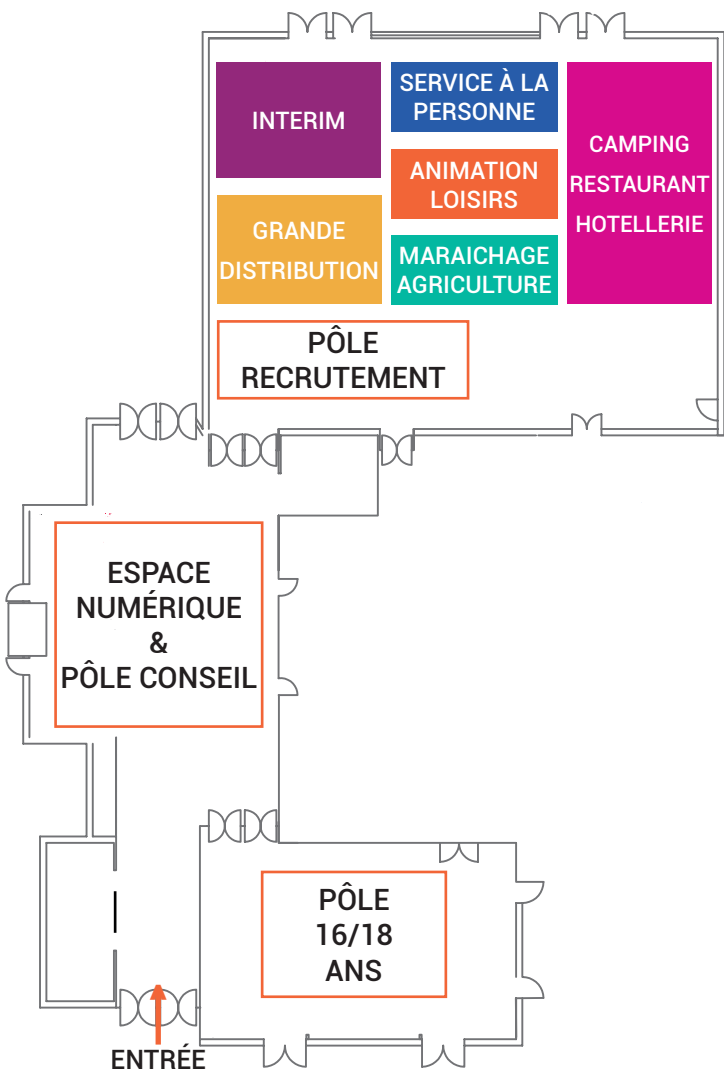 INTERIM
SERVICE À LA
PERSONNE
CAMPING
RESTAURANT
HOTELLERIE
ANIMATION
LOISIRS
GRANDE
DISTRIBUTION
MARAICHAGE
AGRICULTURE
PÔLE
RECRUTEMENT
ESPACE
NUMÉRIQUE
&
PÔLE CONSEIL
PÔLE
16/18
ANS
ENTRÉE